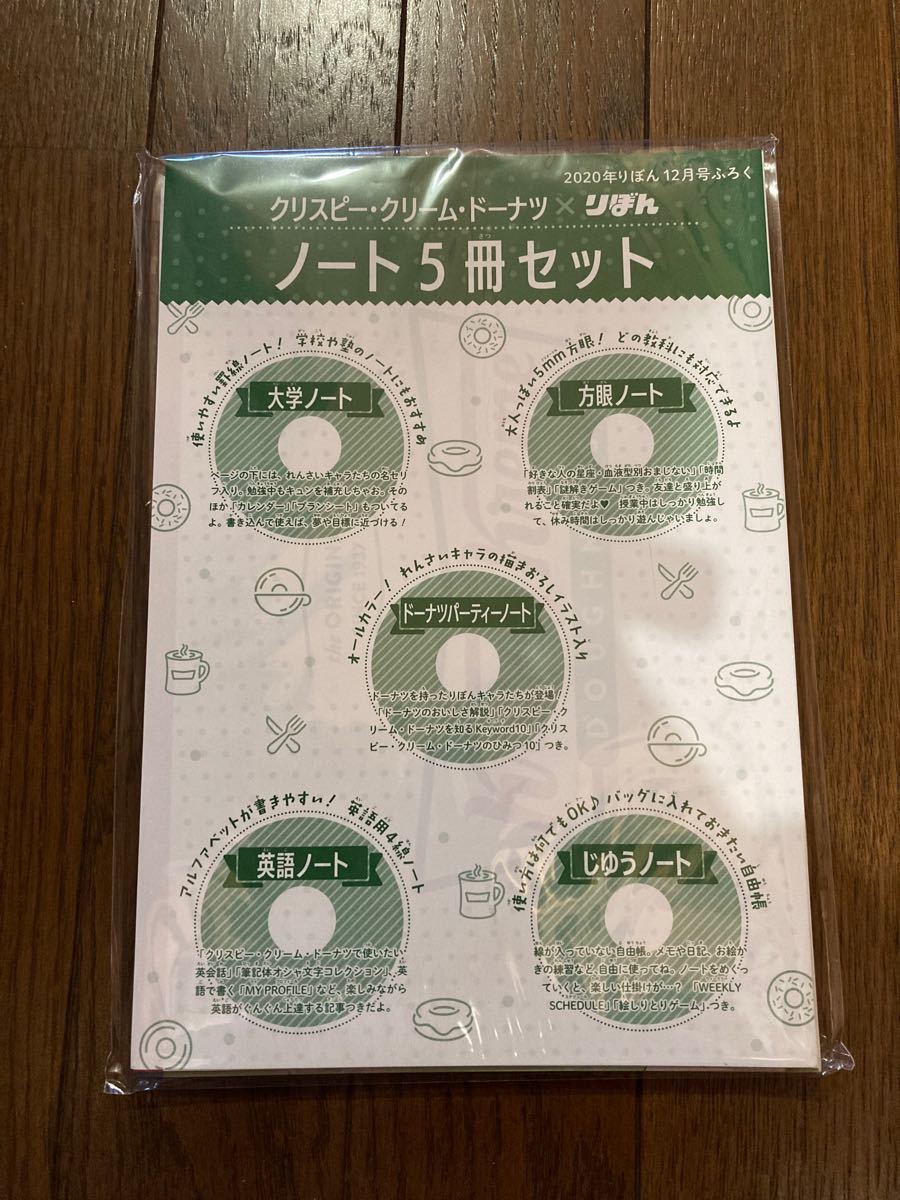 2020年りぼん12月号ふろく
クリスピー・クリーム・ドーナツ×りぼん
ノート5冊セット
使いやすい罫線ノート! 学校や塾のノートにもおすすめ
大学ノート
ページの下には、れんさいキャラたちの名セリ
フ入り。勉強中もキュンを補充しちゃお。その
ほか「カレンダー」「プランシート」もついてる
よ。書き込んで使えば、夢や目標に近づける!
大人っぽい5mm方眼! どの教科にも対応できるよ
方眼ノート
「好きな人の星座・血液型別おまじない」「時間
割表」「謎解きゲーム」つき。友達と盛り上が
れること確実だよ♥ 授業中はしっかり勉強し
て、休み時間はしっかり遊んじゃいましょ。
オールカラー! れんさいキャラの描きおろしイラスト入り
ドーナツパーティーノート
ドーナツを持ったりぼんキャラたちが登場!
「ドーナツのおいしさ解説」「クリスピー・ク
リーム・ドーナツを知るKeyword10」「クリス
ピー・クリーム・ドーナツのひみつ10」つき。
アルファベットが書きやすい! 英語用4線ノート
英語ノート
「クリスピー・クリーム・ドーナツで使いたい
英会話」「筆記体オシャ文字コレクション」、英
語で書く「MY PROFILE」など、楽しみながら
英語がぐんぐん上達する記事つきだよ。
使い方は何でもOK♪ バッグに入れておきたい自由帳
じゆうノート
線が入っていない自由帳。メモや日記、お絵か
きの練習など、自由に使ってね。ノートをめくっ
ていくと、楽しい仕掛けが…? 「WEEKLY
SCHEDULE」「絵しりとりゲーム」つき。